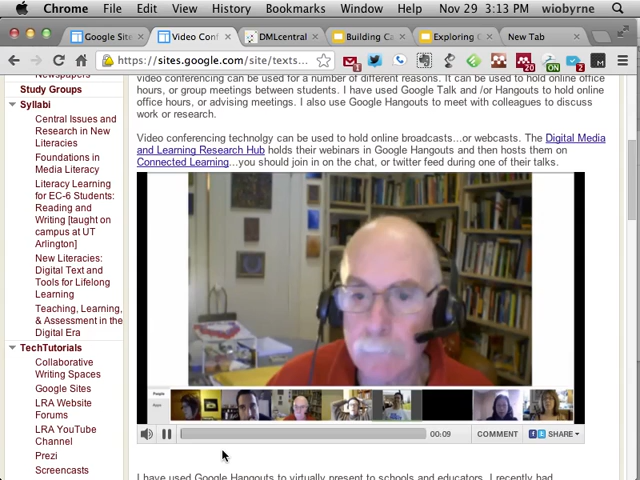 Chrome File Edit View History Bookmarks Window Help Nov 29 3:13 PM wiobyrne
Google Site Video Conf DMLcentral Building Ca Exploring New Tab
https://sites.google.com/site/texts...
1 20
Newspapers
Study Groups
Syllabi
Central Issues and
Research in New
Literacies
Foundations in
Media Literacy
Literacy Learning
for EC-6 Students:
Reading and
Writing [taught on
campus at UT
Arlington]
New Literacies:
Digital Text and
Tools for Lifelong
Learning
Teaching, Learning,
& Assessment in the
Digital Era
TechTutorials
Collaborative
Writing Spaces
Google Sites
LRA Website
Forums
LRA YouTube
Channel
Prezi
Screencasts
video conferencing can be used for a number of different reasons. It can be used to hold online office
hours, or group meetings between students. I have used Google Talk and /or Hangouts to hold online
office hours, or advising meetings. I also use Google Hangouts to meet with colleagues to discuss
work or research.
Video conferencing technolgy can be used to hold online broadcasts...or webcasts. The Digital Media
and Learning Research Hub holds their webinars in Google Hangouts and then hosts them on
Connected Learning...you should join in on the chat, or twitter feed during one of their talks.
People
Apps
00:09 COMMENT SHARE
I have used Google Hangouts to virtually present to schools and educators. I recently had